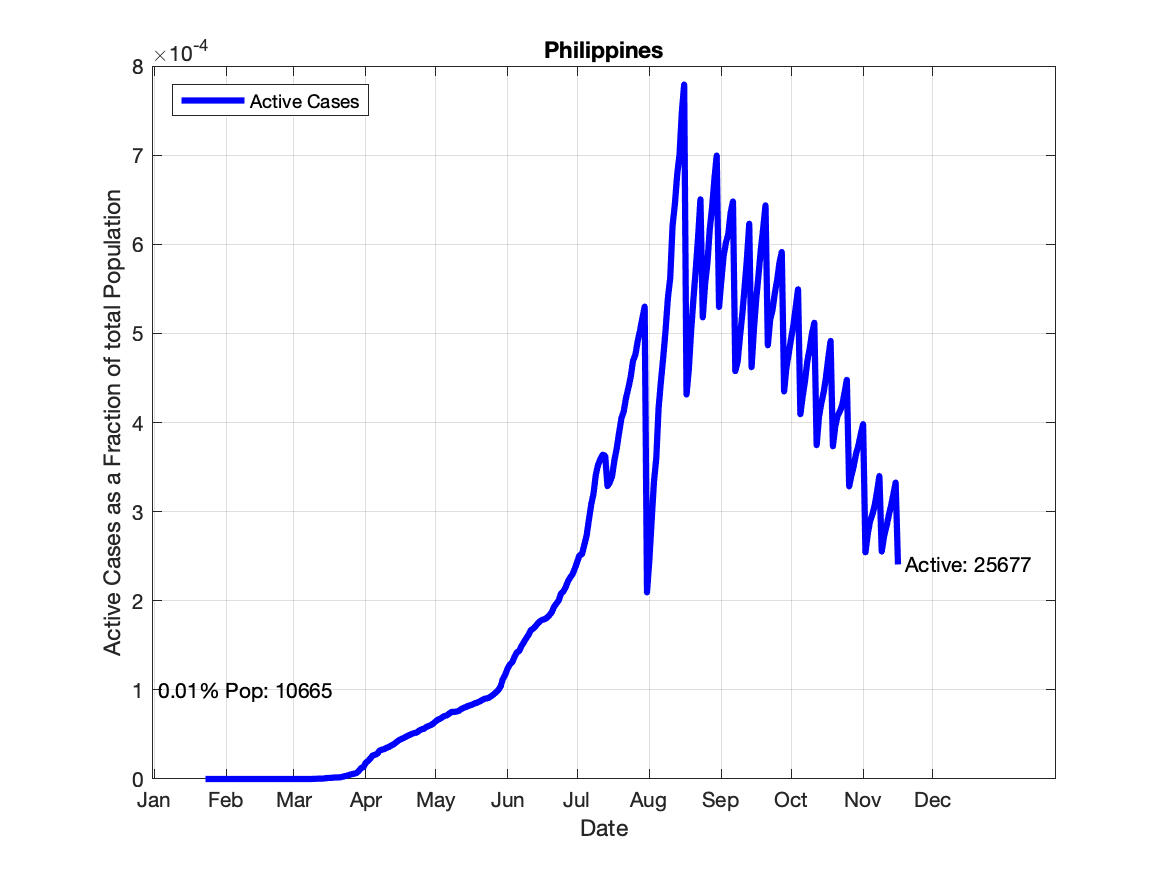 Philippines
×10-4
Active Cases
8
7
6
5
4
3
2
1
0
Active Cases as a Fraction of total Population
0.01% Pop: 10665
Active: 25677
Jan Feb Mar Apr May Jun Jul Aug Sep Oct Nov Dec
Date